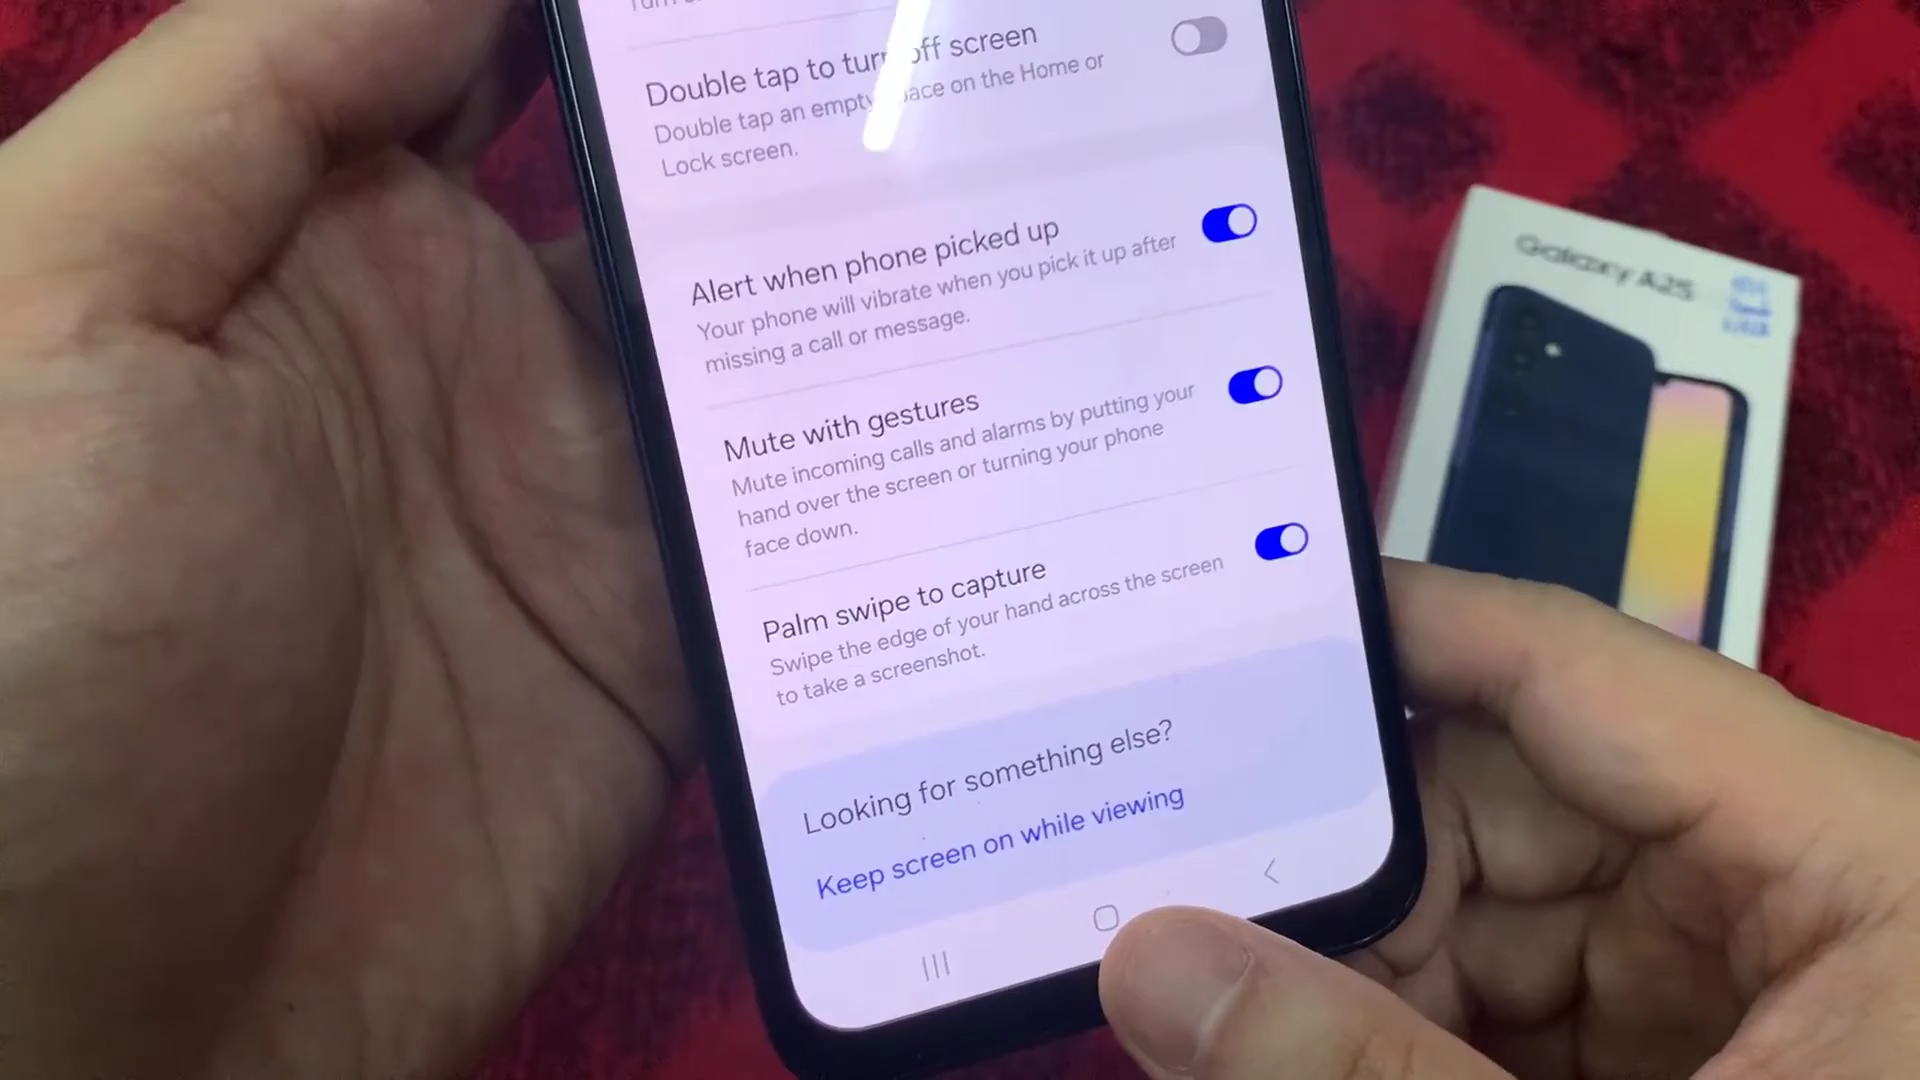 Double tap to turn off screen
Double tap an empty space on the Home or
Lock screen.
Alert when phone picked up
Your phone will vibrate when you pick it up after
missing a call or message.
Mute with gestures
Mute incoming calls and alarms by putting your
hand over the screen or turning your phone
face down.
Palm swipe to capture
Swipe the edge of your hand across the screen
to take a screenshot.
Looking for something else?
Keep screen on while viewing
Galaxy A25